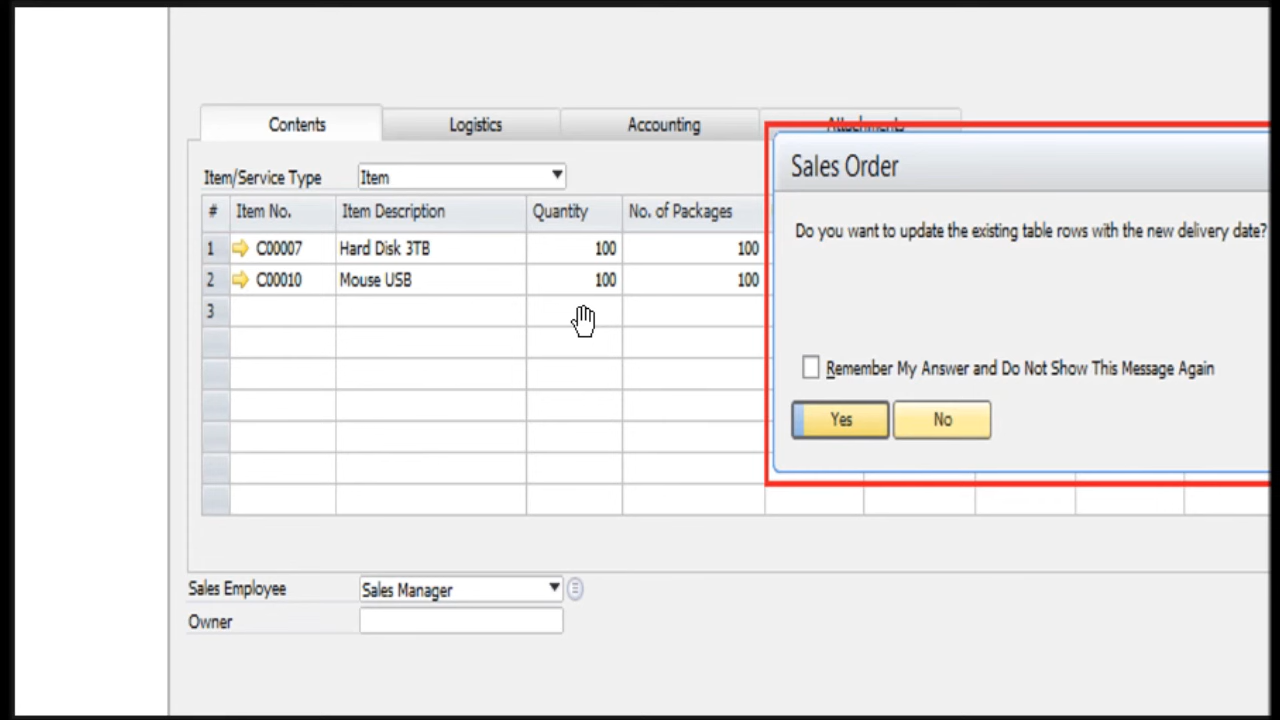 Contents Logistics Accounting Attachments
Item/Service Type Item
# Item No. Item Description Quantity No. of Packages
1 C00007 Hard Disk 3TB 100 100
2 C00010 Mouse USB 100 100
3
Sales Order
Do you want to update the existing table rows with the new delivery date?
Remember My Answer and Do Not Show This Message Again
Yes No
Sales Employee Sales Manager
Owner